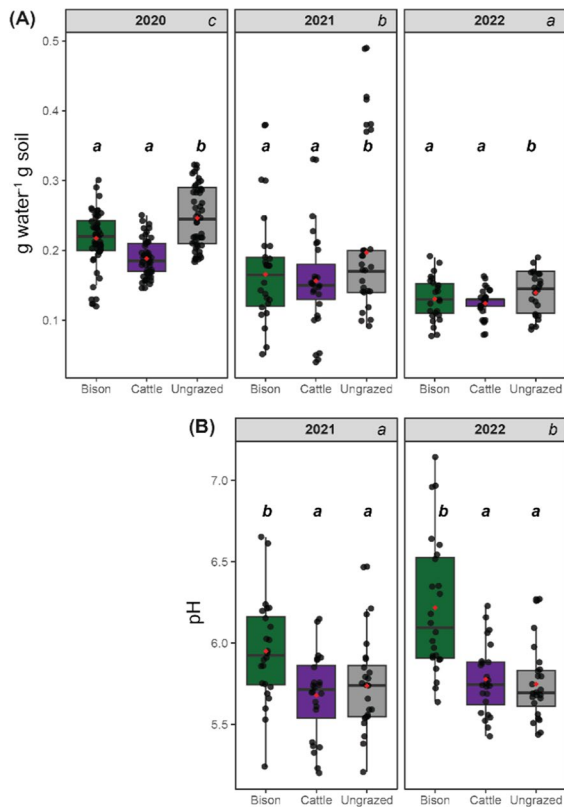 (A)
2020 c
2021 b
2022 a
g water¹ g soil
0.5
0.4
0.3
0.2
0.1
a a b
a a b
a a b
Bison Cattle Ungrazed
Bison Cattle Ungrazed
Bison Cattle Ungrazed
(B)
2021 a
2022 b
pH
7.0
6.5
6.0
5.5
b a a
b a a
Bison Cattle Ungrazed
Bison Cattle Ungrazed